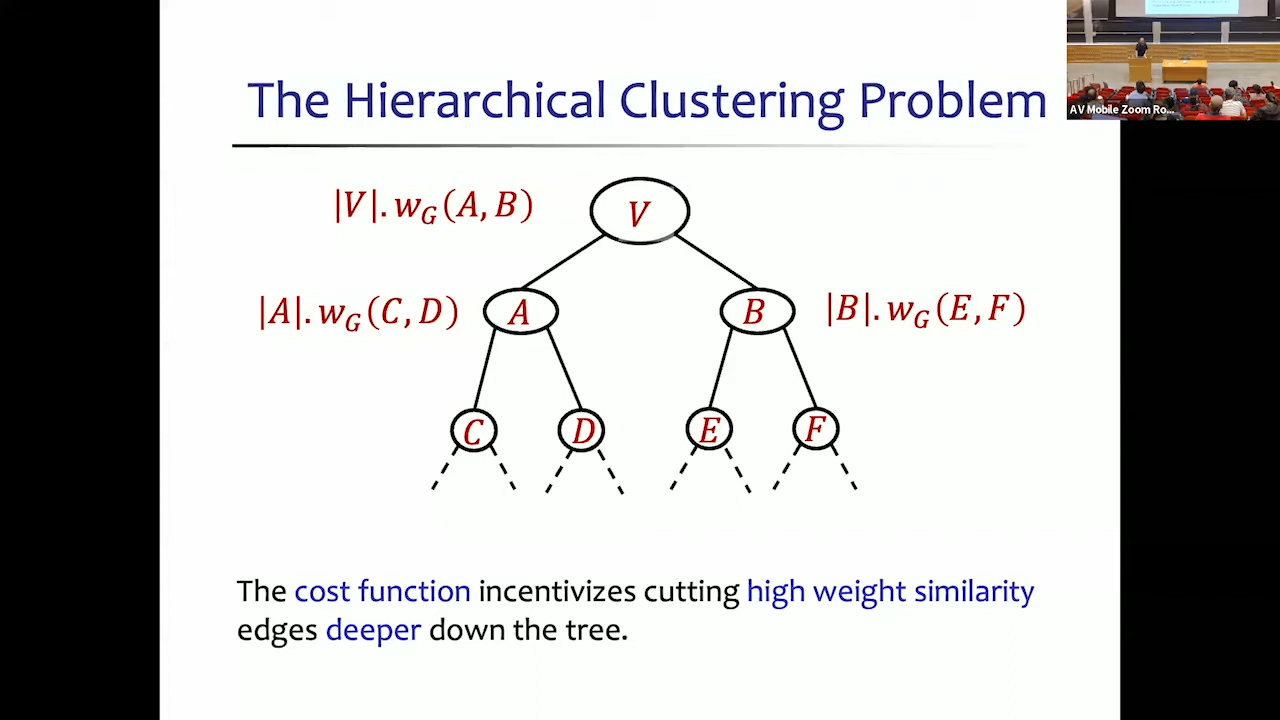 The Hierarchical Clustering Problem
AV Mobile Zoom Ro...
|V|. w_G(A, B)
V
|A|. w_G(C, D)
A
B
|B|. w_G(E, F)
C
D
E
F
The cost function incentivizes cutting high weight similarity
edges deeper down the tree.